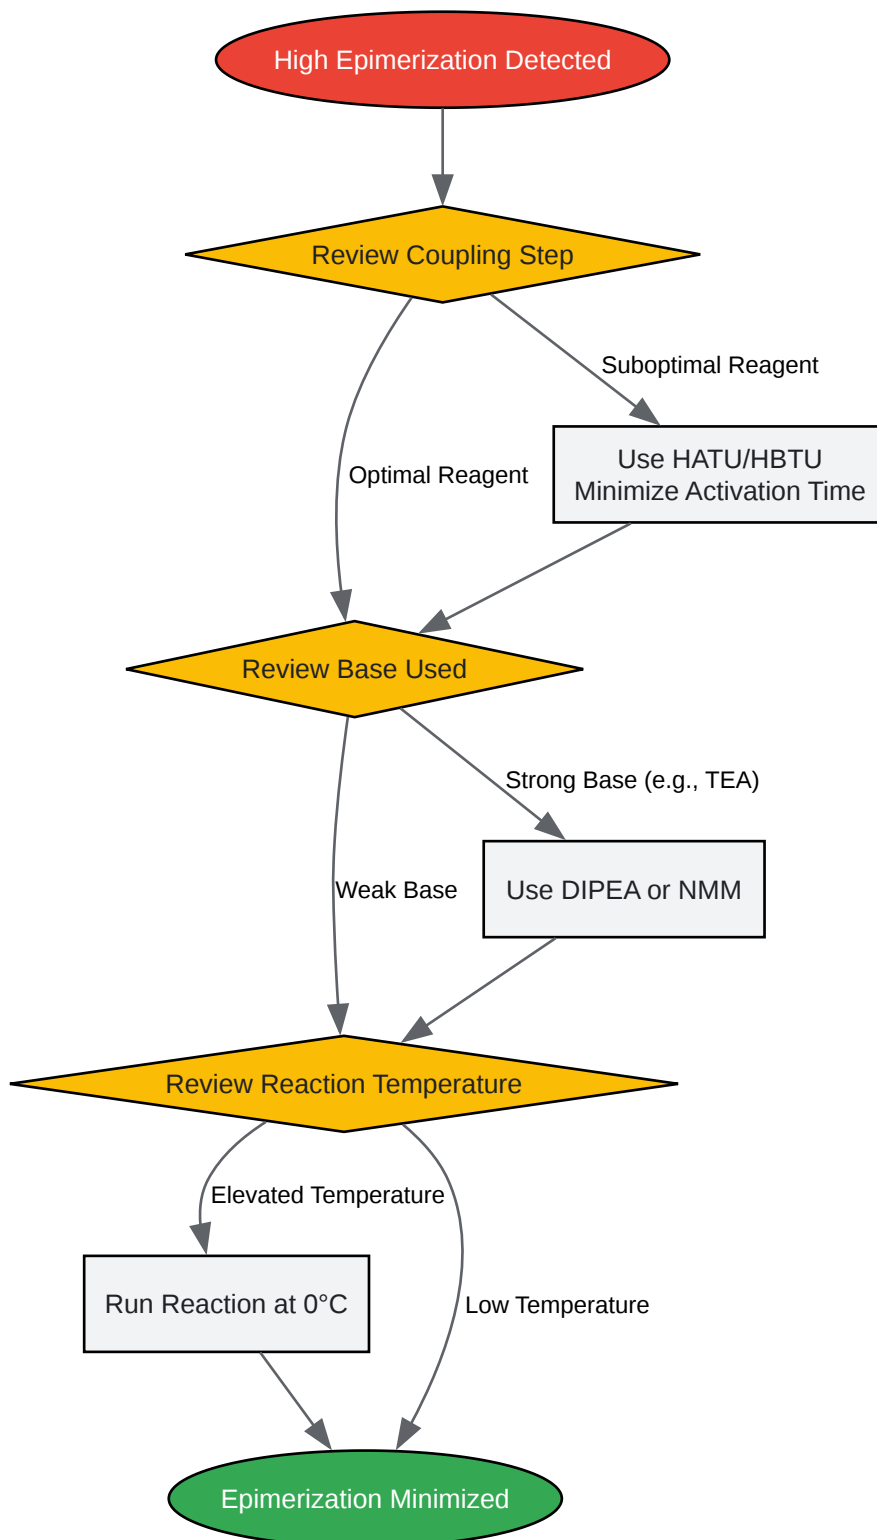 High Epimerization Detected
Review Coupling Step
Suboptimal Reagent
Use HATU/HBTU
Minimize Activation Time
Optimal Reagent
Review Base Used
Strong Base (e.g., TEA)
Weak Base
Use DIPEA or NMM
Review Reaction Temperature
Elevated Temperature
Run Reaction at 0°C
Low Temperature
Epimerization Minimized